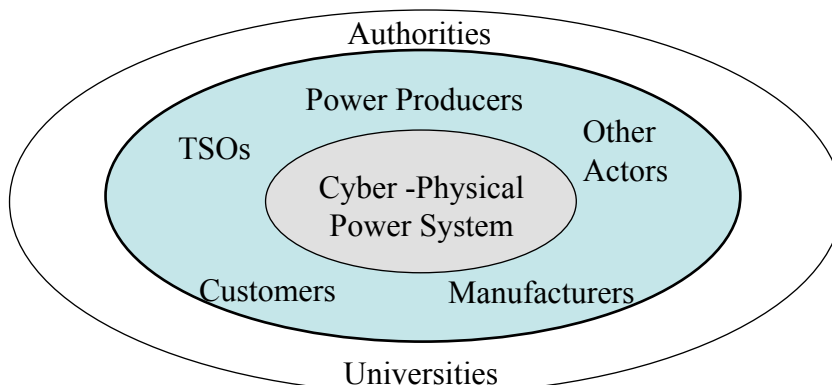 Authorities
Power Producers
TSOs
Other
Actors
Cyber -Physical
Power System
Customers
Manufacturers
Universities